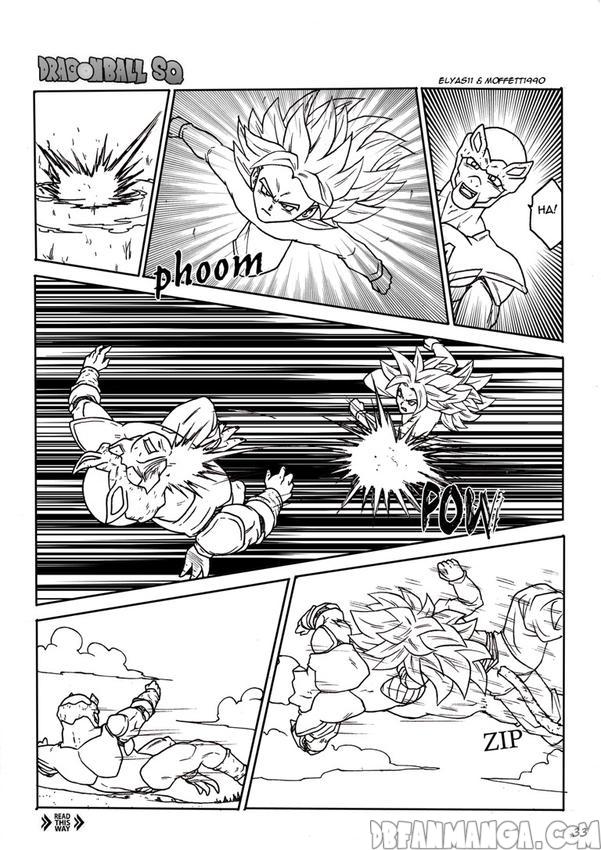 DRAGONBALL SQ
ELYAS11 & MOFFETT1990
phoom
HA!
POW
ZIP
READ
THIS
WAY
33
DBFANMANGA.COM